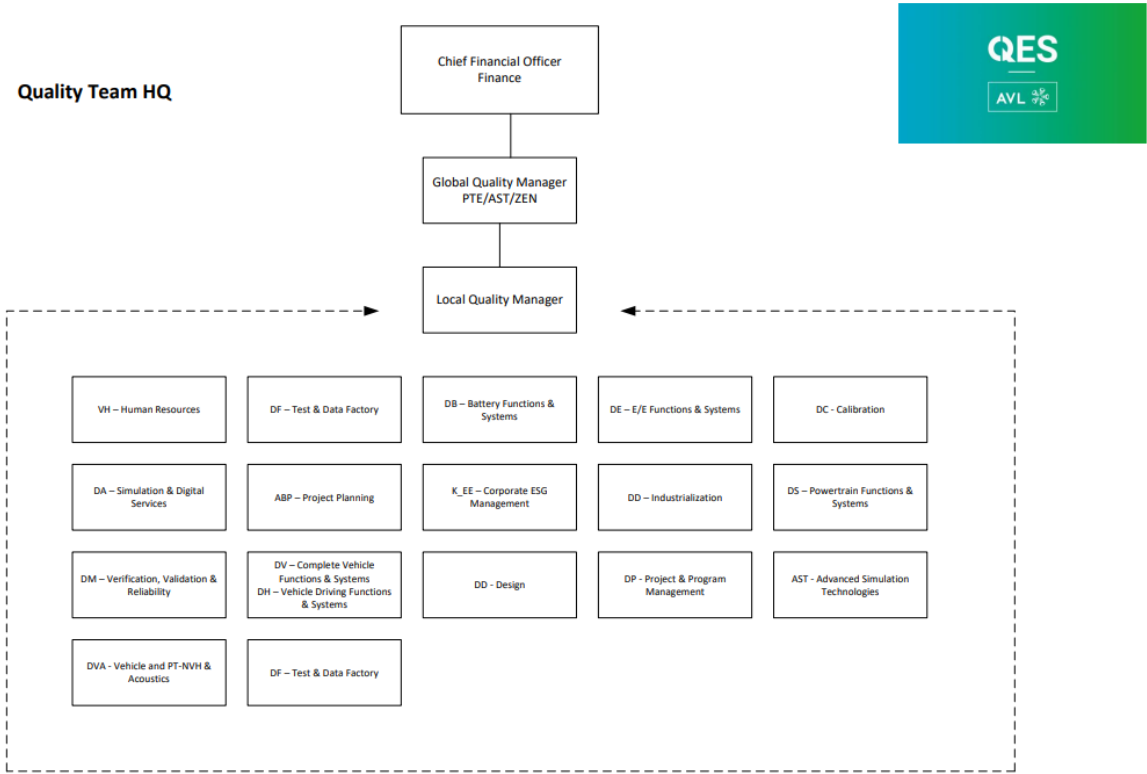 Chief Financial Officer
Finance
QES
AVL
Quality Team HQ
Global Quality Manager
PTE/AST/ZEN
Local Quality Manager
VH – Human Resources
DF – Test & Data Factory
DB – Battery Functions &
Systems
DE – E/E Functions & Systems
DC - Calibration
DA – Simulation & Digital
Services
ABP – Project Planning
K_EE – Corporate ESG
Management
DD – Industrialization
DS – Powertrain Functions &
Systems
DM – Verification, Validation &
Reliability
DV – Complete Vehicle
Functions & Systems
DH – Vehicle Driving Functions
& Systems
DD - Design
DP - Project & Program
Management
AST - Advanced Simulation
Technologies
DVA - Vehicle and PT-NVH &
Acoustics
DF – Test & Data Factory